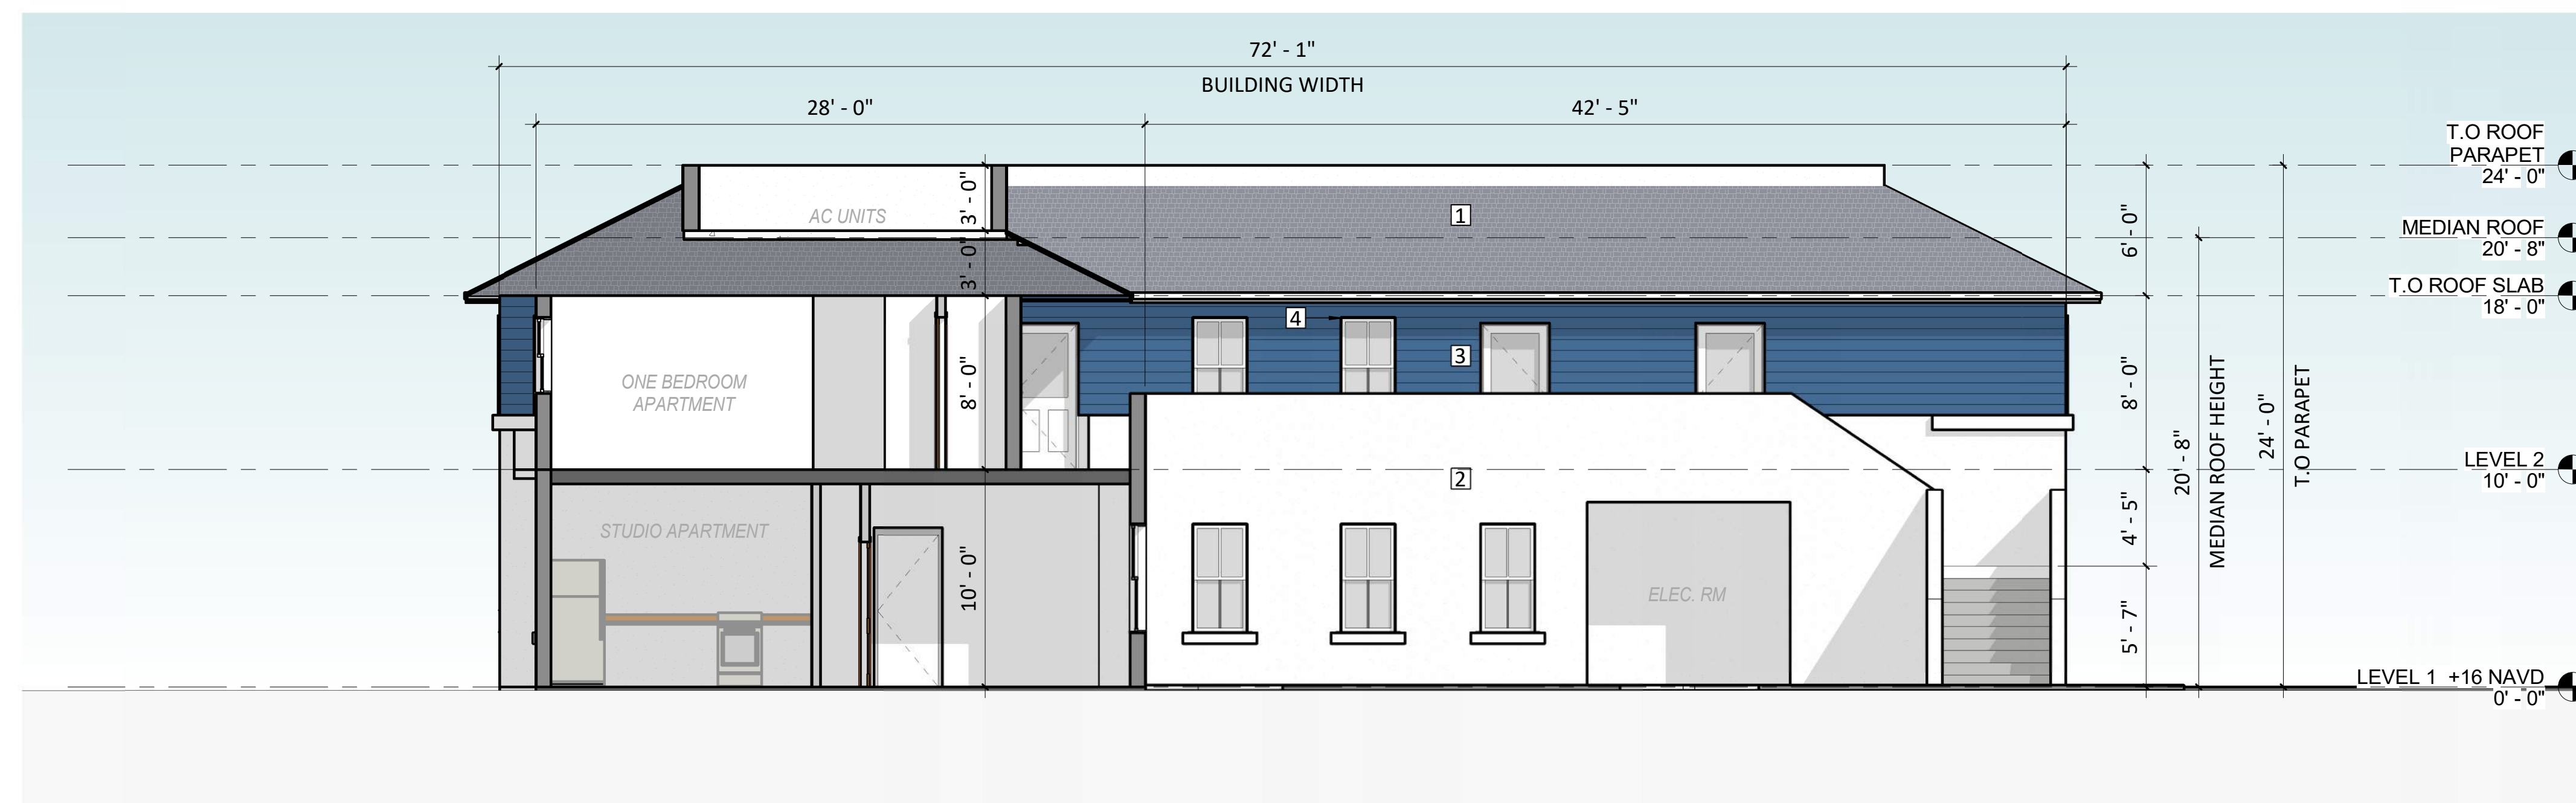 72' - 1"
BUILDING WIDTH
28' - 0"
42' - 5"
T.O ROOF
PARAPET
24' - 0"
3' - 0"
AC UNITS
1
6' - 0"
MEDIAN ROOF
20' - 8"
3' - 0"
T.O ROOF SLAB
18' - 0"
4
3
ONE BEDROOM
APARTMENT
8' - 0"
8' - 0"
20' - 8"
MEDIAN ROOF HEIGHT
24' - 0"
T.O PARAPET
LEVEL 2
10' - 0"
2
4' - 5"
STUDIO APARTMENT
10' - 0"
ELEC. RM
5' - 7"
LEVEL 1 +16 NAVD
0' - 0"